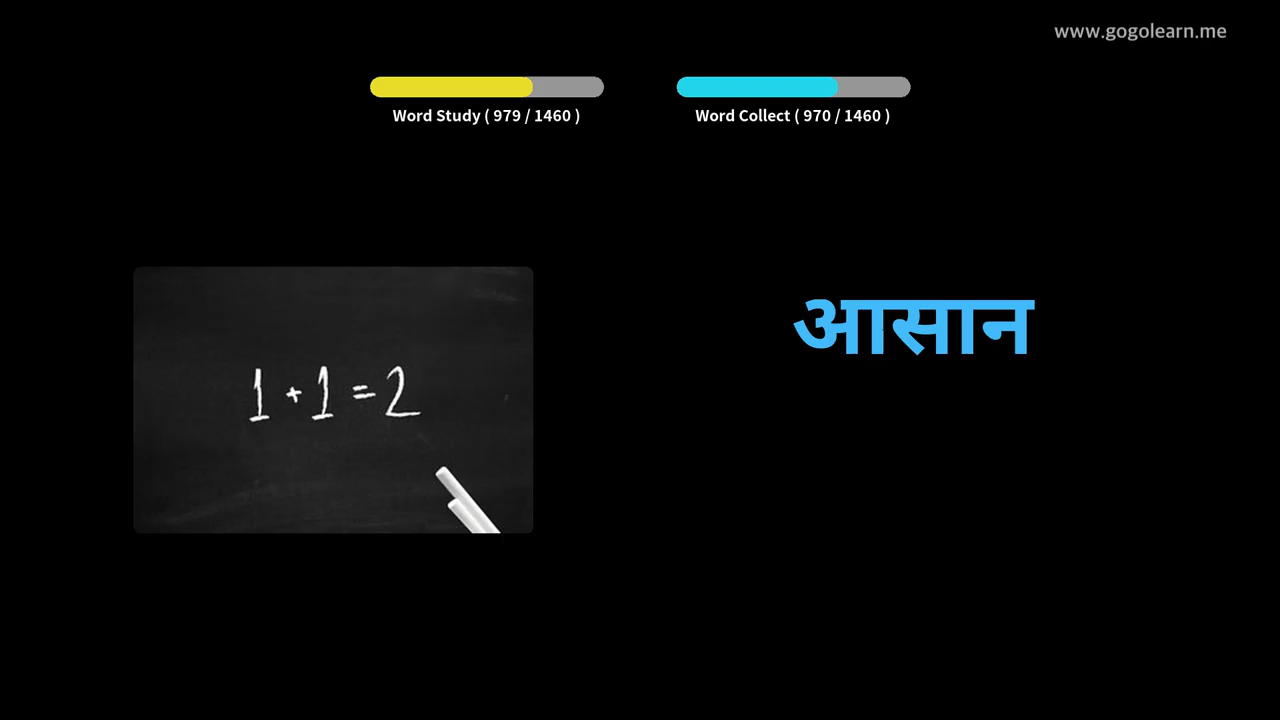 www.gogolearn.me
Word Study ( 979 / 1460 )
Word Collect ( 970 / 1460 )
आसान
1 + 1 = 2